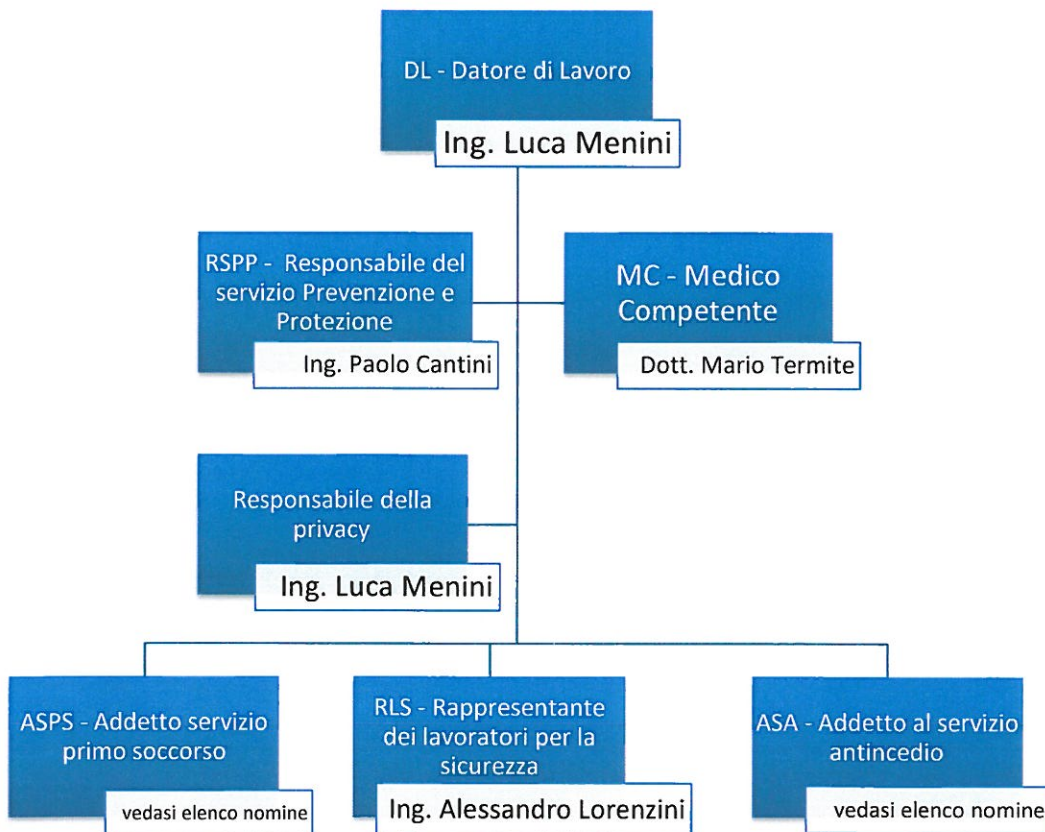 DL - Datore di Lavoro
Ing. Luca Menini
RSPP - Responsabile del
servizio Prevenzione e
Protezione
Ing. Paolo Cantini
MC - Medico
Competente
Dott. Mario Termite
Responsabile della
privacy
Ing. Luca Menini
ASPS - Addetto servizio
primo soccorso
vedasi elenco nomine
RLS - Rappresentante
dei lavoratori per la
sicurezza
Ing. Alessandro Lorenzini
ASA - Addetto al servizio
antincedio
vedasi elenco nomine